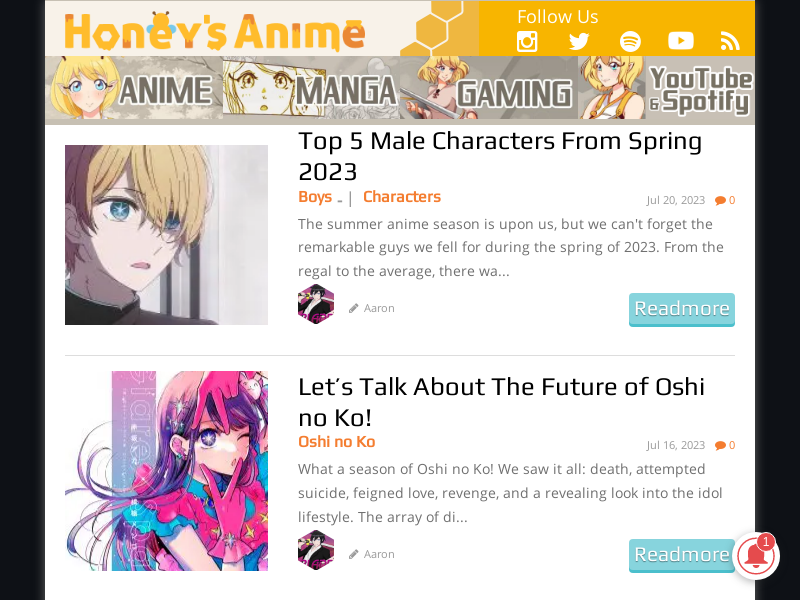 Honey's Anime
Follow Us
ANIME
MANGA
GAMING
YouTube
& Spotify
Top 5 Male Characters From Spring
2023
Boys . | Characters
Jul 20, 2023 0
The summer anime season is upon us, but we can't forget the
remarkable guys we fell for during the spring of 2023. From the
regal to the average, there wa...
Aaron
Readmore
Let’s Talk About The Future of Oshi
no Ko!
Oshi no Ko
Jul 16, 2023 0
What a season of Oshi no Ko! We saw it all: death, attempted
suicide, feigned love, revenge, and a revealing look into the idol
lifestyle. The array of di...
Aaron
Readmore
1